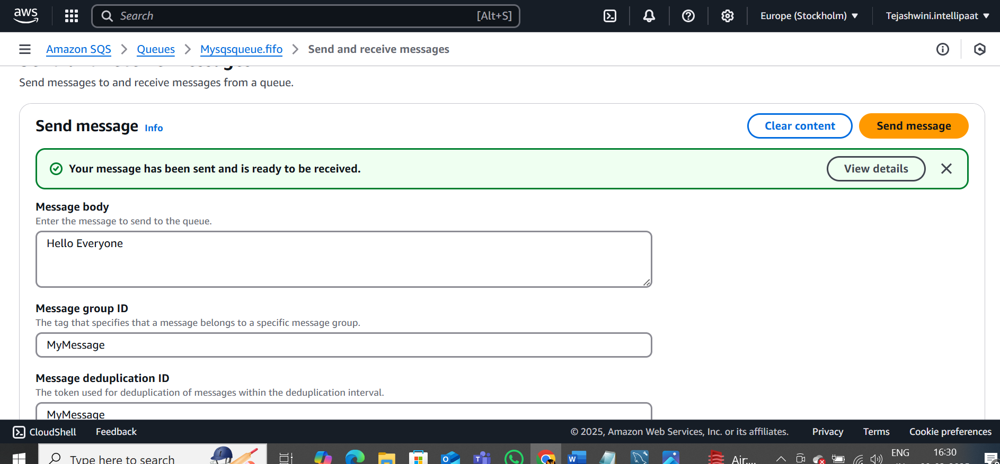 aws
Search
[Alt+S]
Europe (Stockholm)
Tejashwini.intellipaat
Amazon SQS
Queues
Mysqsqueue.fifo
Send and receive messages
Send messages to and receive messages from a queue.
Send message Info
Clear content
Send message
Your message has been sent and is ready to be received.
View details
Message body
Enter the message to send to the queue.
Hello Everyone
Message group ID
The tag that specifies that a message belongs to a specific message group.
MyMessage
Message deduplication ID
The token used for deduplication of messages within the deduplication interval.
MyMessage
CloudShell
Feedback
© 2025, Amazon Web Services, Inc. or its affiliates.
Privacy
Terms
Cookie preferences
Type here to search
Air:...
ENG
16:30